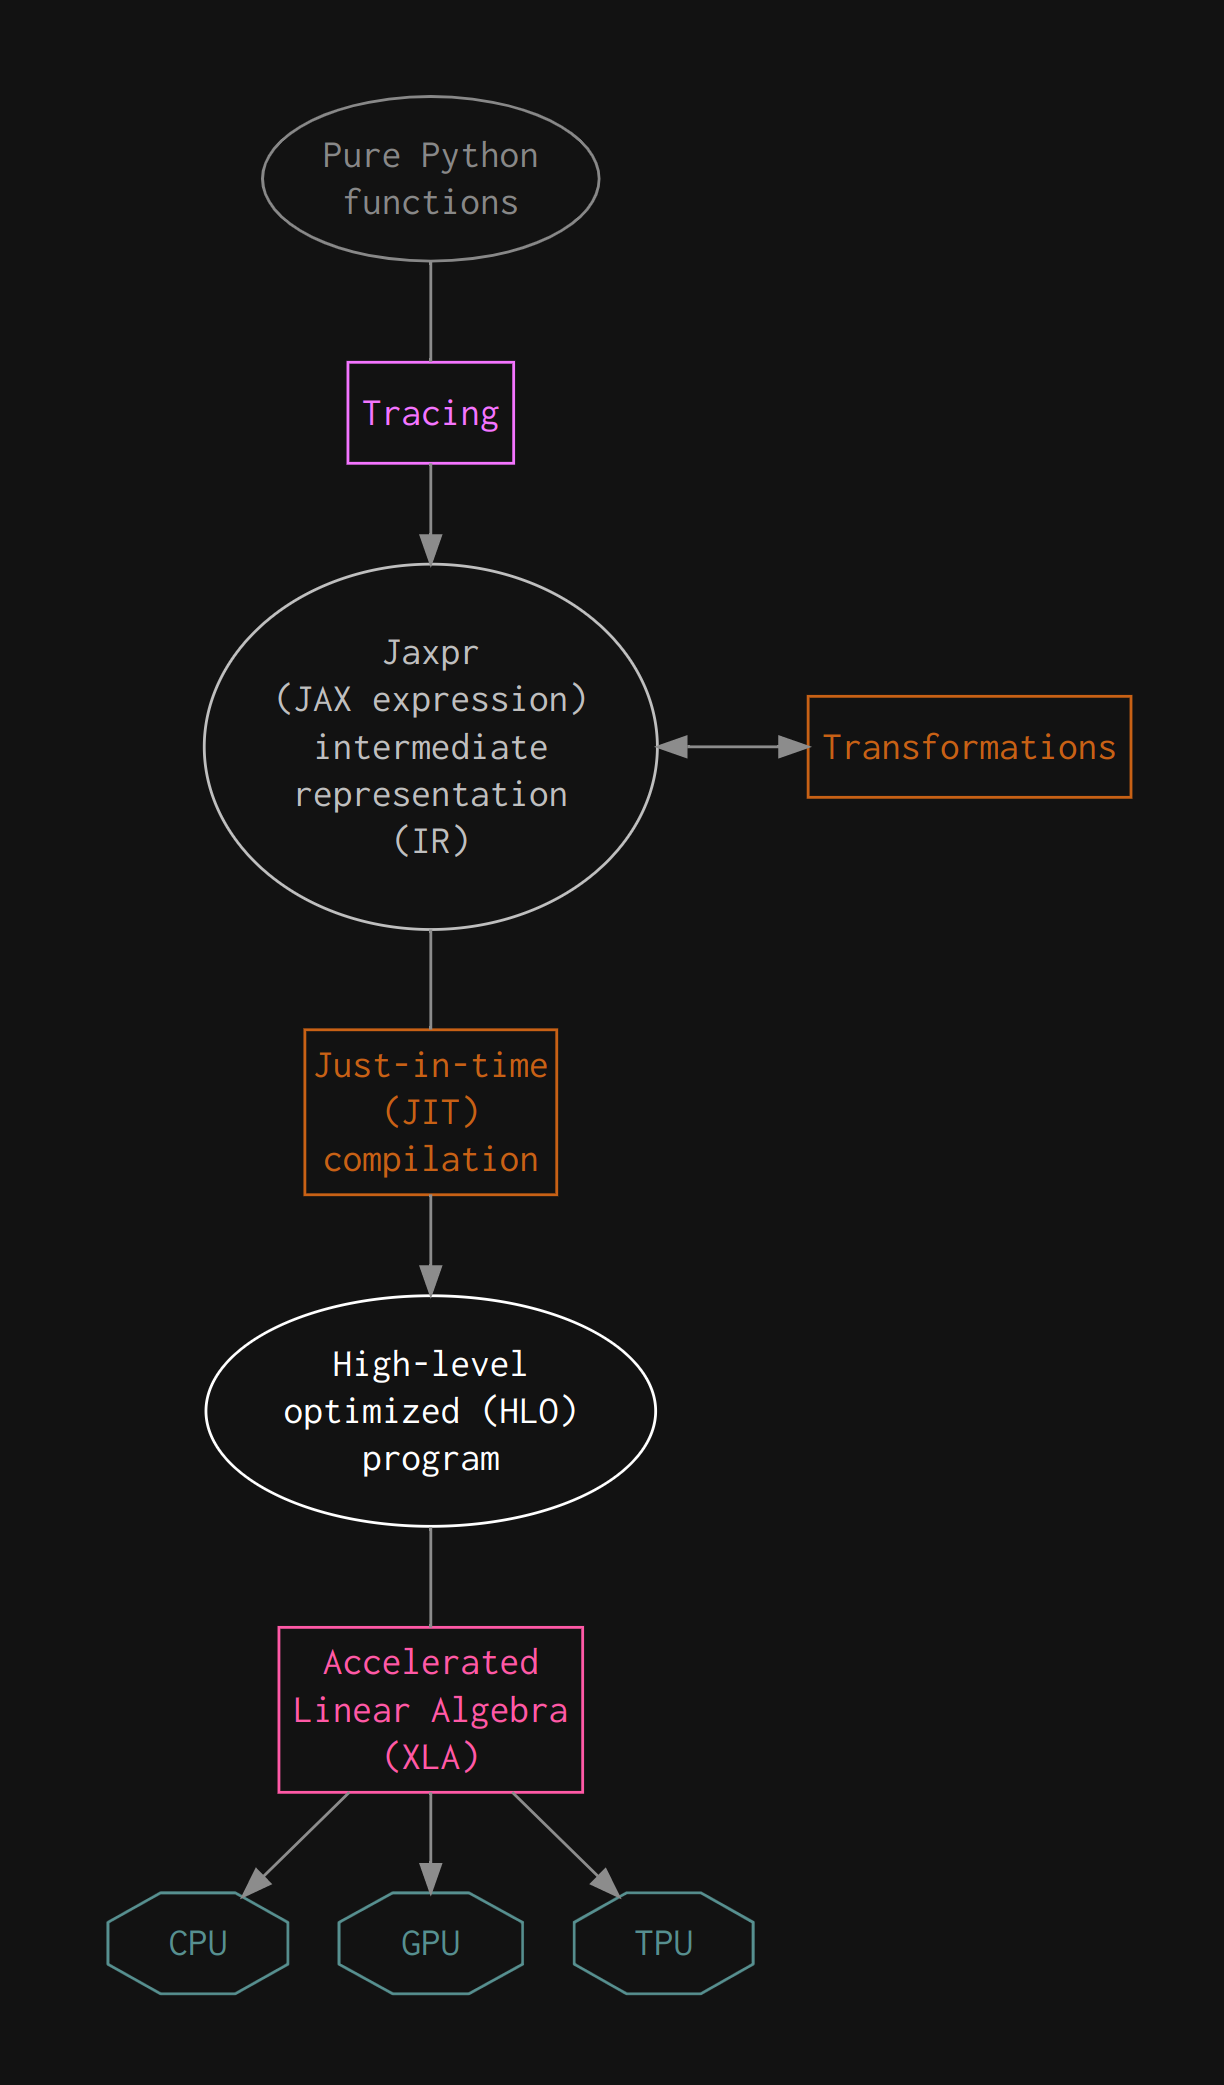 Pure Python
functions
Tracing
Jaxpr
(JAX expression)
intermediate
representation
(IR)
Transformations
Just-in-time
(JIT)
compilation
High-level
optimized (HLO)
program
Accelerated
Linear Algebra
(XLA)
CPU
GPU
TPU